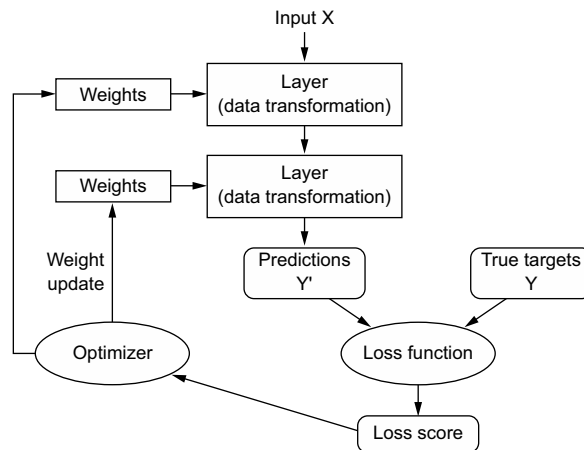 Input X
Weights
Layer
(data transformation)
Weights
Layer
(data transformation)
Weight
update
Predictions
Y'
True targets
Y
Optimizer
Loss function
Loss score